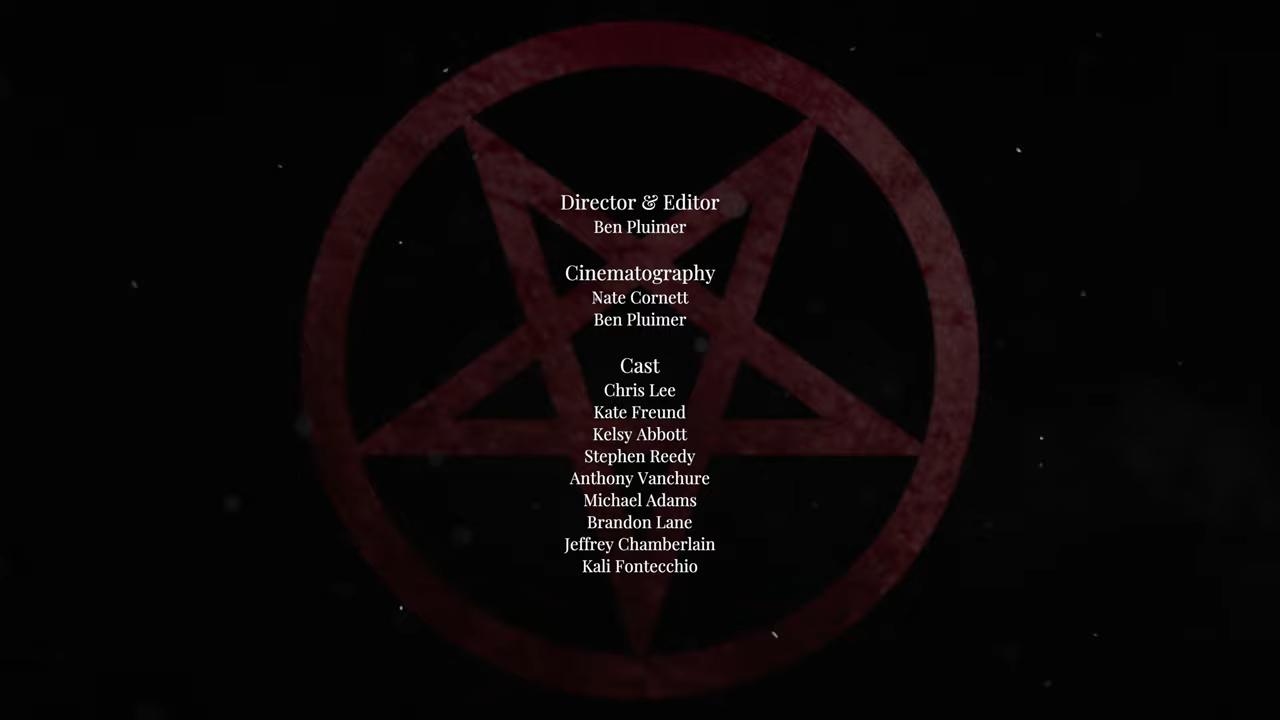 Director & Editor
Ben Pluimer
Cinematography
Nate Cornett
Ben Pluimer
Cast
Chris Lee
Kate Freund
Kelsy Abbott
Stephen Reedy
Anthony Vanchure
Michael Adams
Brandon Lane
Jeffrey Chamberlain
Kali Fontecchio